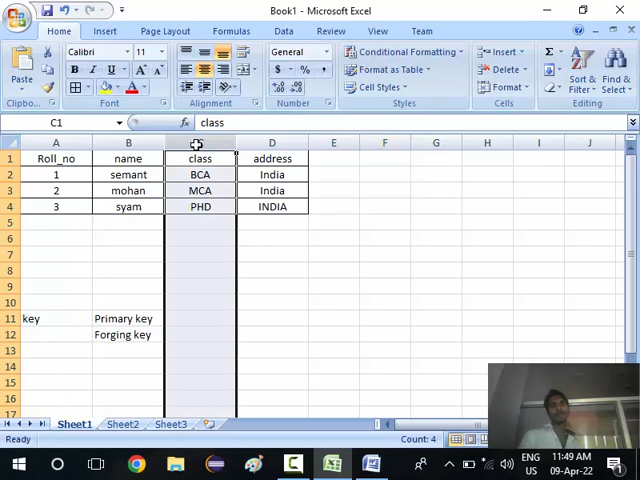 Book1 - Microsoft Excel
Home Insert Page Layout Formulas Data Review View
Calibri 11 General Conditional Formatting Insert Σ
Paste B I U A A $ % , Format as Table Delete Sort & Filter Find & Select
Cell Styles Format
Clipboard... Font Alignment Number Styles Cells Editing
C1 fx class
A B C D E F G H I J
1 Roll_no name class address
2 1 semant BCA India
3 2 mohan MCA India
4 3 syam PHD INDIA
5
6
7
8
9
10
11 key Primary key
12 Forging key
13
14
15
16
17
Sheet1 Sheet2 Sheet3
Ready Count: 4
ENG 11:49 AM
US 09-Apr-22 1